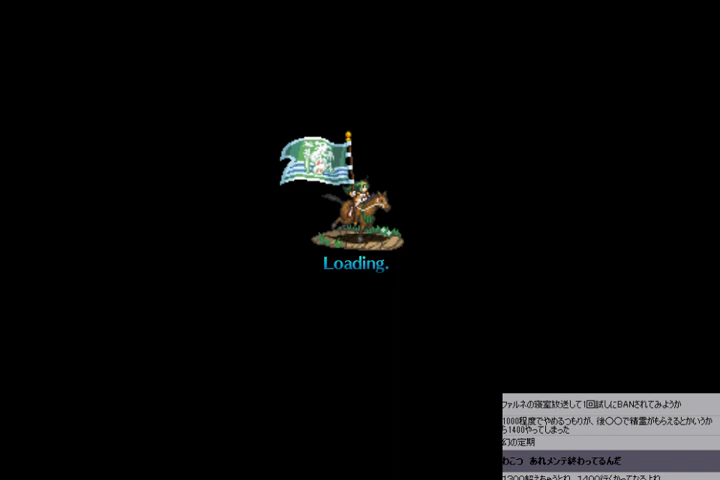 Loading.
ファルネの寝室放送して1回試しにBANされてみようか
1000程度でやめるつもりが、後〇〇で精霊がもらえるとかいうか
ら1400やってしまった
幻の定期
わこつ　あれメンテ終わってるんだ